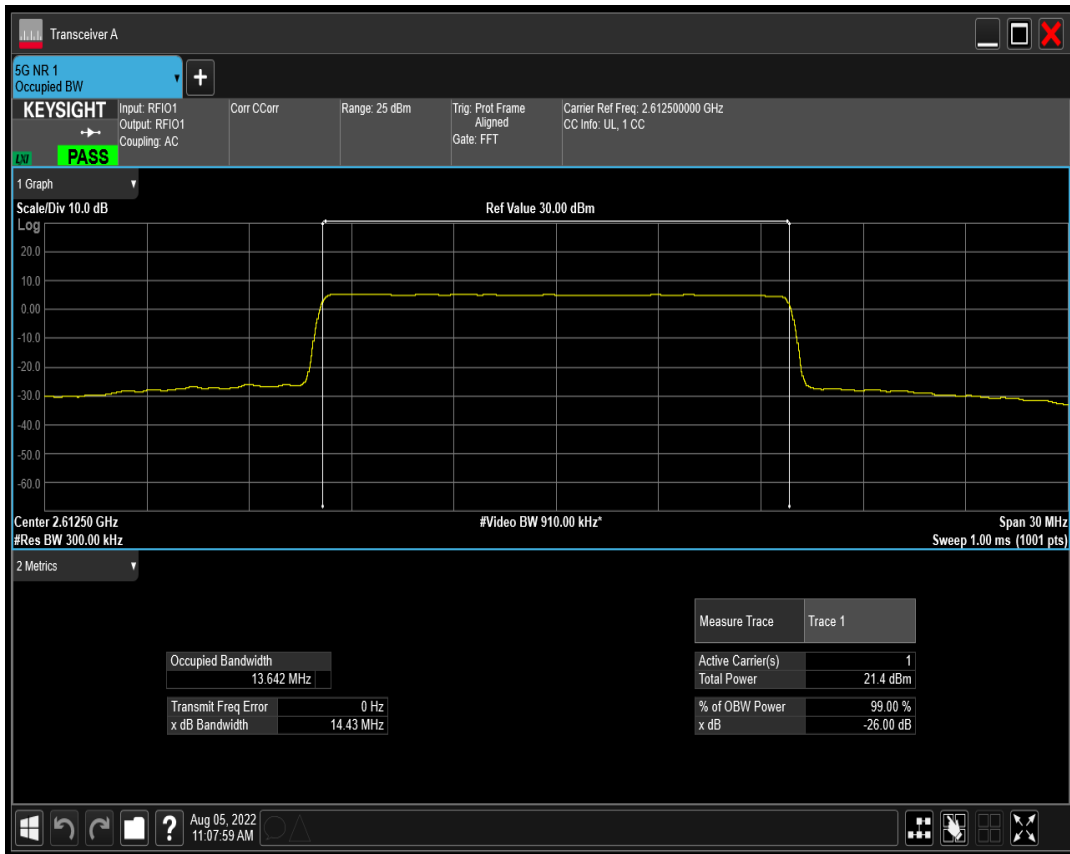 Transceiver A
5G NR 1
Occupied BW
+
KEYSIGHT
LXI
PASS
Input: RFIO1
Output: RFIO1
Coupling: AC
Corr CCorr
Range: 25 dBm
Trig: Prot Frame
Aligned
Gate: FFT
Carrier Ref Freq: 2.612500000 GHz
CC Info: UL, 1 CC
1 Graph
Scale/Div 10.0 dB
Ref Value 30.00 dBm
Log
20.0
10.0
0.00
-10.0
-20.0
-30.0
-40.0
-50.0
-60.0
Center 2.61250 GHz
#Video BW 910.00 kHz*
Span 30 MHz
#Res BW 300.00 kHz
Sweep 1.00 ms (1001 pts)
2 Metrics
Measure Trace Trace 1
Occupied Bandwidth
13.642 MHz
Transmit Freq Error 0 Hz
x dB Bandwidth 14.43 MHz
Active Carrier(s) 1
Total Power 21.4 dBm
% of OBW Power 99.00 %
x dB -26.00 dB
?
Aug 05, 2022
11:07:59 AM